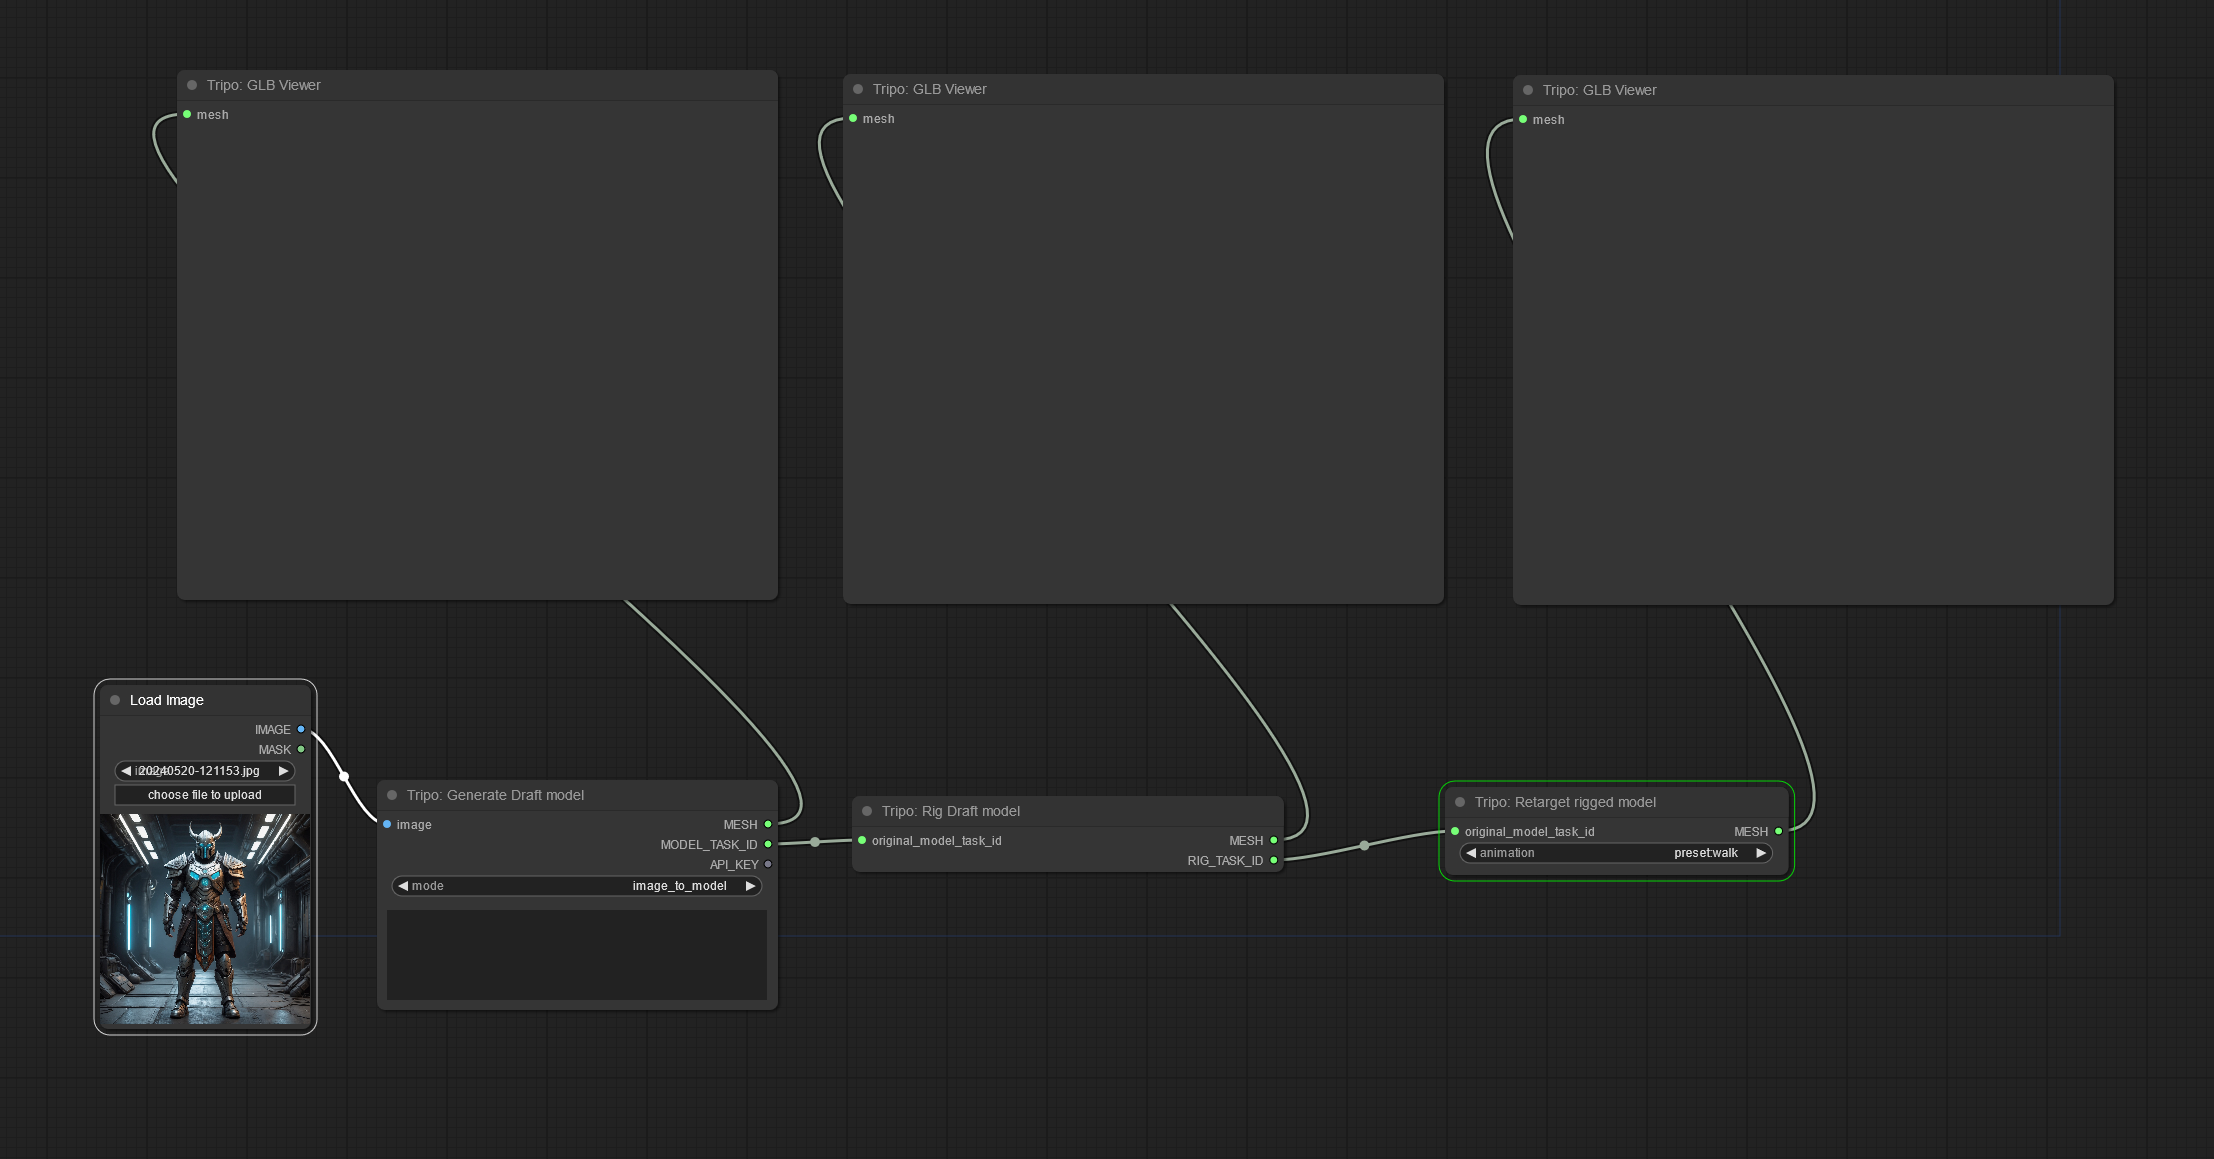 Tripo: GLB Viewer
mesh
Tripo: GLB Viewer
mesh
Tripo: GLB Viewer
mesh
Load Image
IMAGE
MASK
image 20240520-121153.jpg
choose file to upload
Tripo: Generate Draft model
image
MESH
MODEL_TASK_ID
API_KEY
mode image_to_model
Tripo: Rig Draft model
original_model_task_id MESH
RIG_TASK_ID
Tripo: Retarget rigged model
original_model_task_id MESH
animation preset:walk